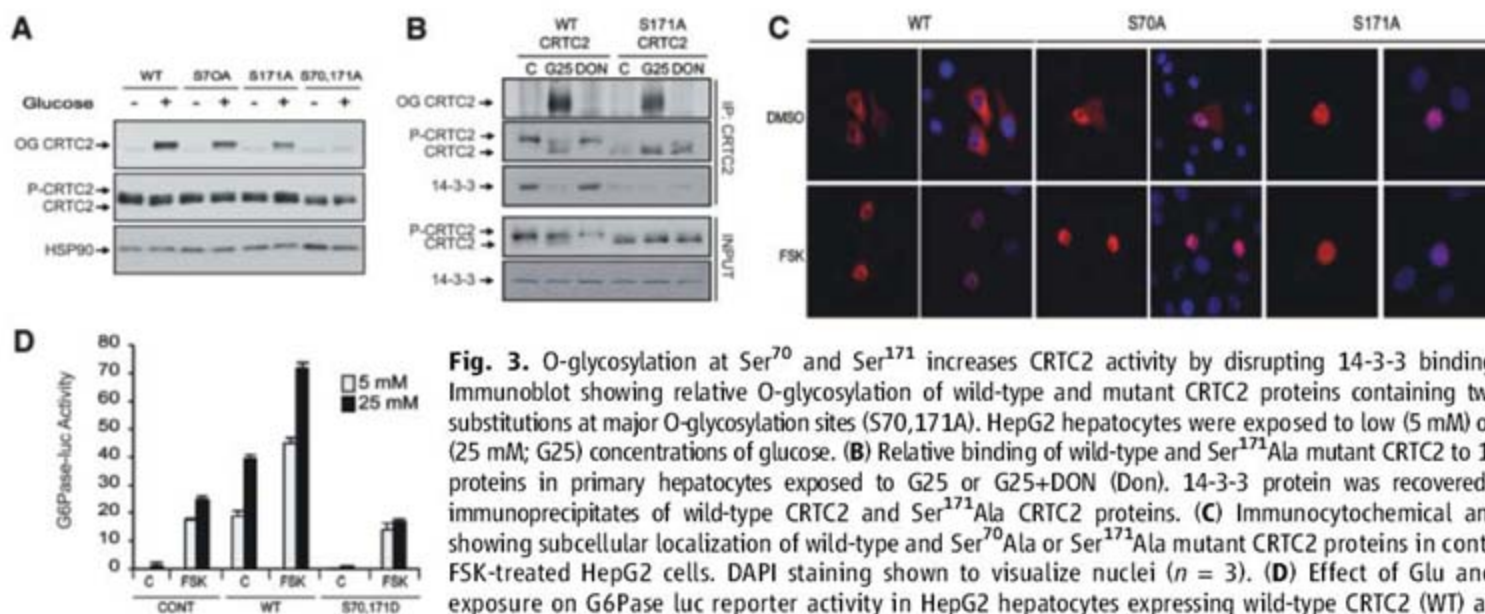 A
WT S70A S171A S70,171A
Glucose - + - + - + - +
OG CRTC2
P-CRTC2
CRTC2
HSP90
B
WT CRTC2 S171A CRTC2
C G25 DON C G25 DON
OG CRTC2
P-CRTC2
CRTC2
14-3-3
IP: CRTC2
P-CRTC2
CRTC2
14-3-3
INPUT
C
WT S70A S171A
DMSO
FSK
D
G6Pase-luc Activity
80
70
60
50
40
30
20
10
0
5 mM
25 mM
C FSK C FSK C FSK
CONT WT S70,171D
Fig. 3. O-glycosylation at Ser70 and Ser171 increases CRTC2 activity by disrupting 14-3-3 binding
Immunoblot showing relative O-glycosylation of wild-type and mutant CRTC2 proteins containing tw
substitutions at major O-glycosylation sites (S70,171A). HepG2 hepatocytes were exposed to low (5 mM) o
(25 mM; G25) concentrations of glucose. (B) Relative binding of wild-type and Ser171Ala mutant CRTC2 to 1
proteins in primary hepatocytes exposed to G25 or G25+DON (Don). 14-3-3 protein was recovered
immunoprecipitates of wild-type CRTC2 and Ser171Ala CRTC2 proteins. (C) Immunocytochemical an
showing subcellular localization of wild-type and Ser70Ala or Ser171Ala mutant CRTC2 proteins in cont
FSK-treated HepG2 cells. DAPI staining shown to visualize nuclei (n = 3). (D) Effect of Glu and
exposure on G6Pase luc reporter activity in HepG2 hepatocytes expressing wild-type CRTC2 (WT) a